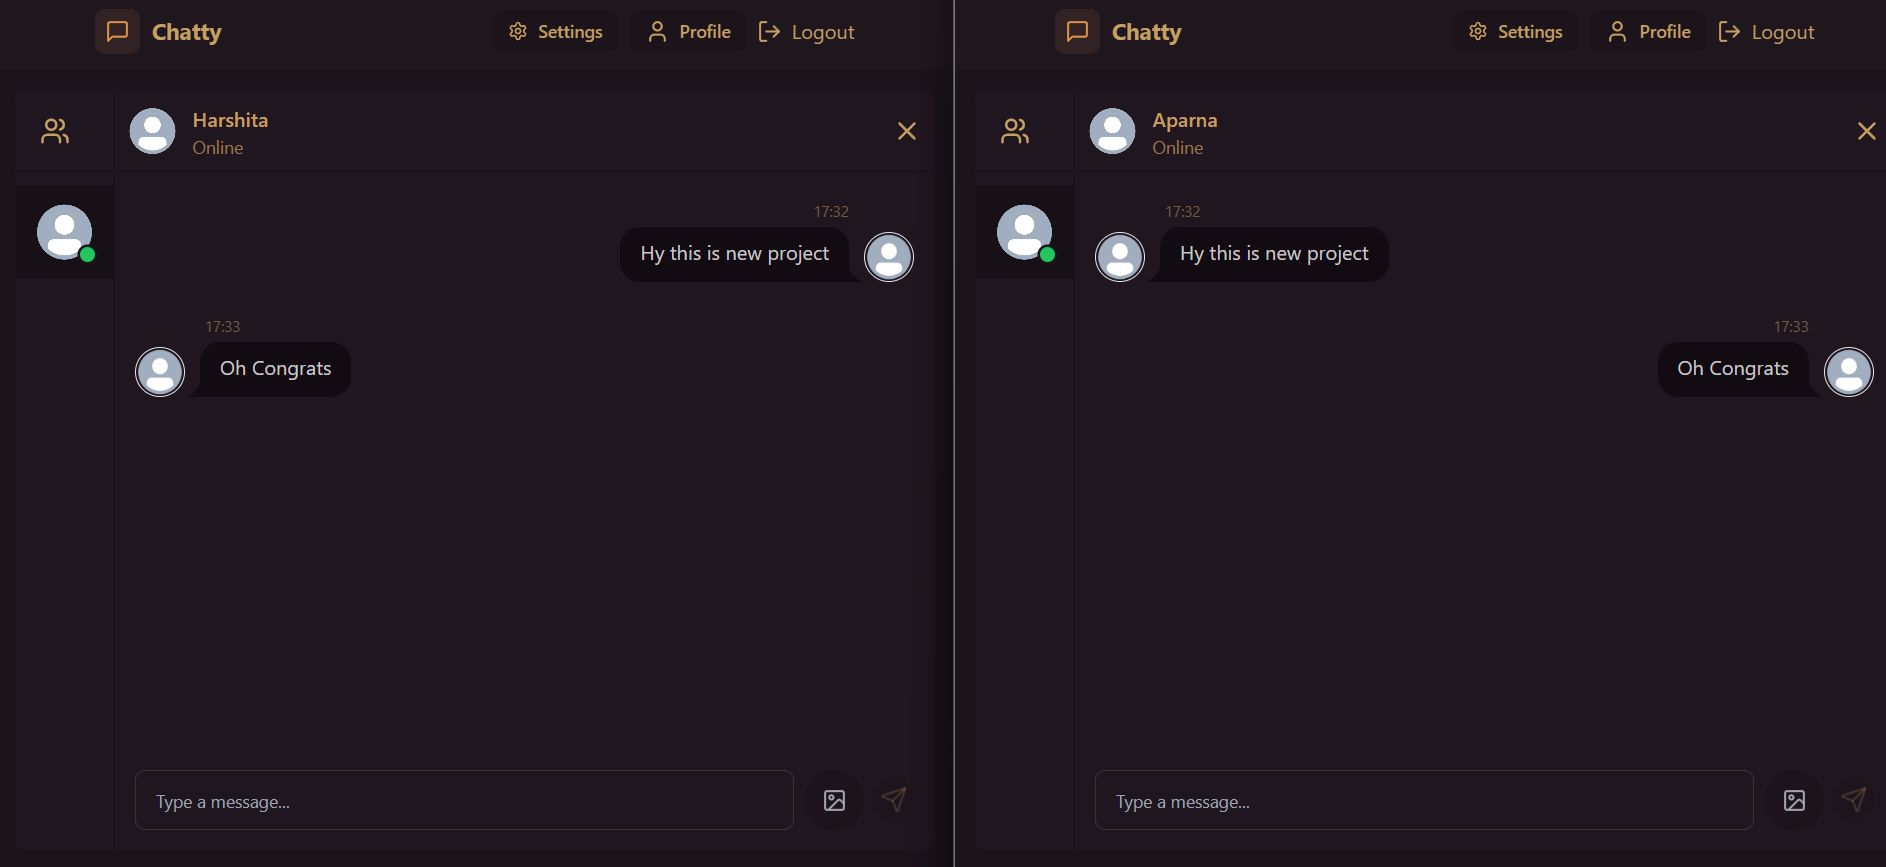 Chatty
Settings
Profile
Logout
Harshita
Online
17:32
Hy this is new project
17:33
Oh Congrats
Type a message...
Chatty
Settings
Profile
Logout
Aparna
Online
17:32
Hy this is new project
17:33
Oh Congrats
Type a message...